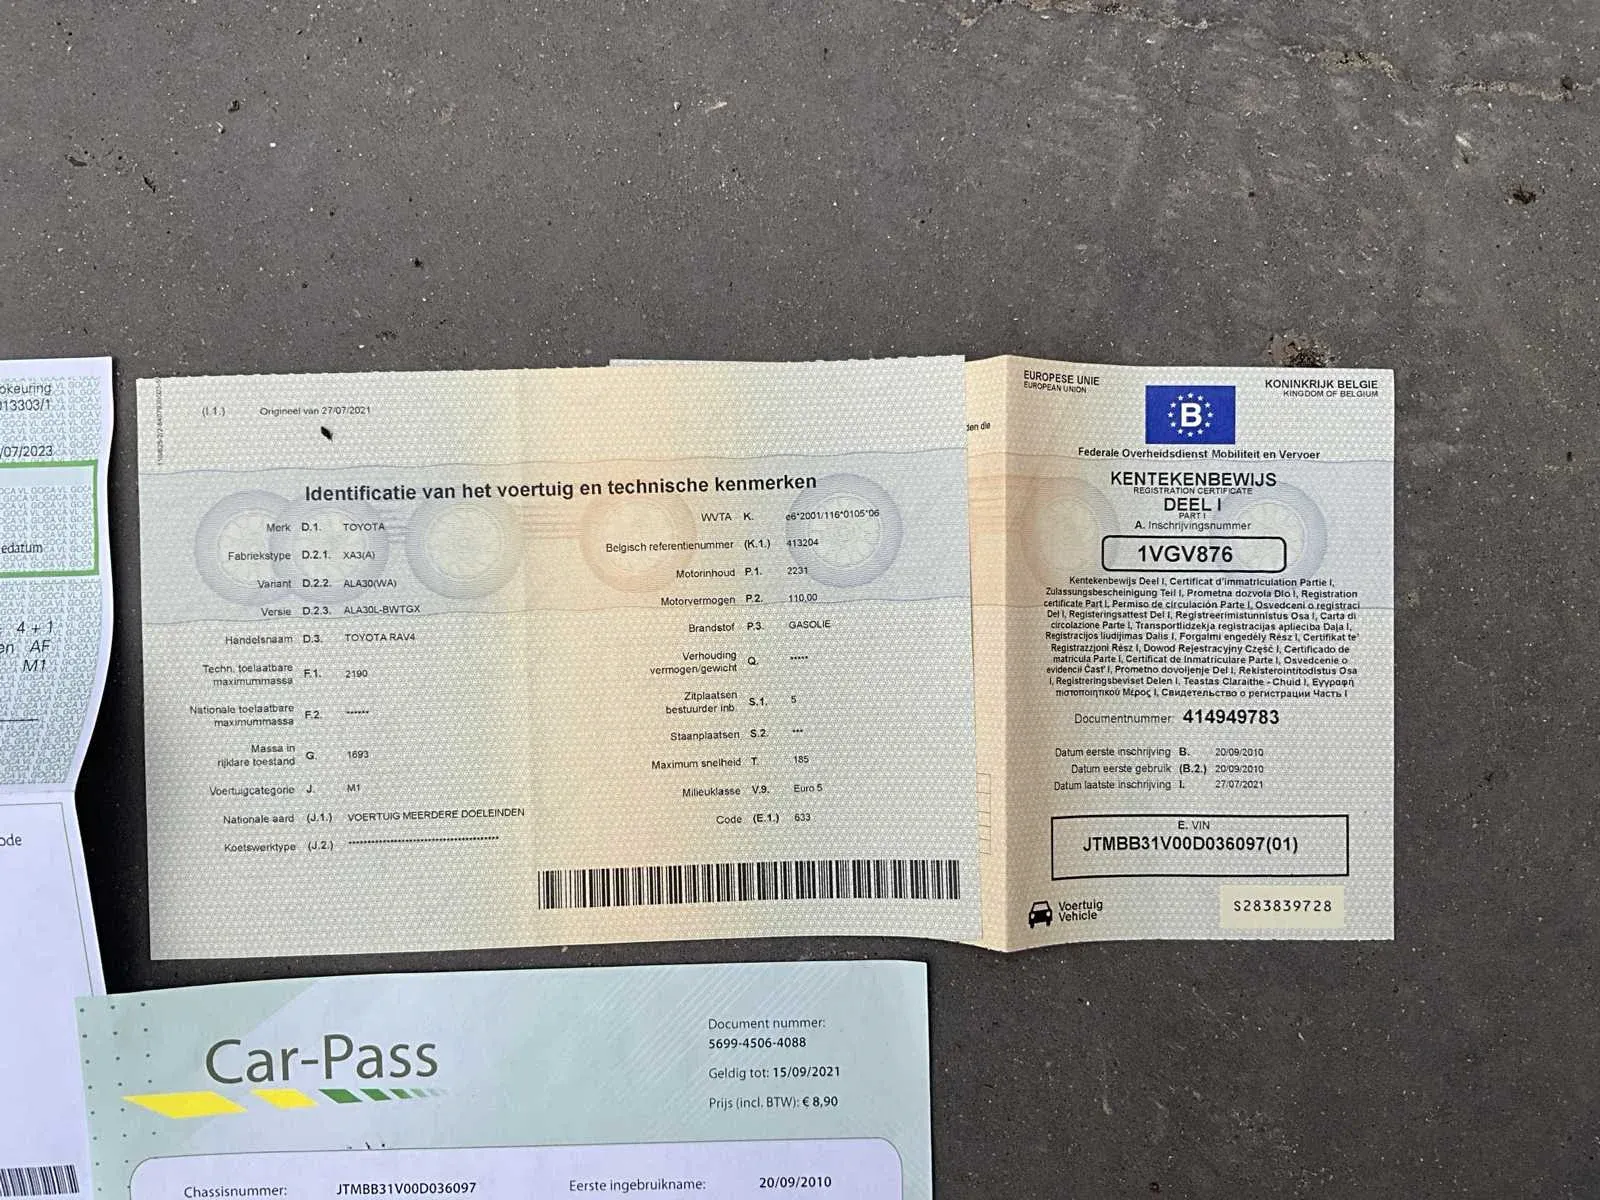 okeuring
013303/1
/07/2023
edatum
4 + 1
en AF
M1
ode
(I.1.) Origineel van 27/07/2021
Identificatie van het voertuig en technische kenmerken
Merk D.1. TOYOTA
Fabriekstype D.2.1. XA3(A)
Variant D.2.2. ALA30(WA)
Versie D.2.3. ALA30L-BWTGX
Handelsnaam D.3. TOYOTA RAV4
Techn. toelaatbare
maximummassa F.1. 2190
Nationale toelaatbare
maximummassa F.2. ******
Massa in
rijklare toestand G. 1693
Voertuigcategorie J. M1
Nationale aard (J.1.) VOERTUIG MEERDERE DOELEINDEN
Koetswerktype (J.2.)
WVTA K. e6*2001/116*0105*06
Belgisch referentienummer (K.1.) 413204
Motorinhoud P.1. 2231
Motorvermogen P.2. 110,00
Brandstof P.3. GASOLIE
Verhouding
vermogen/gewicht Q. *****
Zitplaatsen
bestuurder inb. S.1. 5
Staanplaatsen S.2. ***
Maximum snelheid T. 185
Milieuklasse V.9. Euro 5
Code (E.1.) 633
den die
EUROPESE UNIE
EUROPEAN UNION
KONINKRIJK BELGIE
KINGDOM OF BELGIUM
B
Federale Overheidsdienst Mobiliteit en Vervoer
KENTEKENBEWIJS
REGISTRATION CERTIFICATE
DEEL I
PART I
A. Inschrijvingsnummer
1VGV876
Kentekenbewijs Deel I, Certificat d'immatriculation Partie I,
Zulassungsbescheinigung Teil I, Prometna dozvola Dio I, Registration
certificate Part I, Permiso de circulación Parte I, Osvedceni o registraci
Del I, Registeringsattest Del I, Registreerimistunnistus Osa I, Carta di
circolazione Parte I, Transportlidzekja registracijas aplieciba Daļa I,
Registracijos liudijimas Dalis I, Forgalmi engedély Rész I, Certifikat te'
Registrazzjoni Rész I, Dowod Rejestracyjny Część I, Certificado de
matrícula Parte I, Certificat de inmatriculare Parte I, Osvedcenie o
evidencii Časť I, Prometno dovoljenje Del I, Rekisterointitodistus Osa
I, Registreringsbeviset Delen I, Teastas Claraithe - Chuid I, Εγγραφή
πιστοποιητικού Μέρος I, Свидетельство о регистрации Часть I
Documentnummer: 414949783
Datum eerste inschrijving B. 20/09/2010
Datum eerste gebruik (B.2.) 20/09/2010
Datum laatste inschrijving I. 27/07/2021
E. VIN
JTMBB31V00D036097(01)
Voertuig
Vehicle
S283839728
Car-Pass
Document nummer:
5699-4506-4088
Geldig tot: 15/09/2021
Prijs (incl. BTW): € 8,90
Chassisnummer: JTMBB31V00D036097
Eerste ingebruikname: 20/09/2010